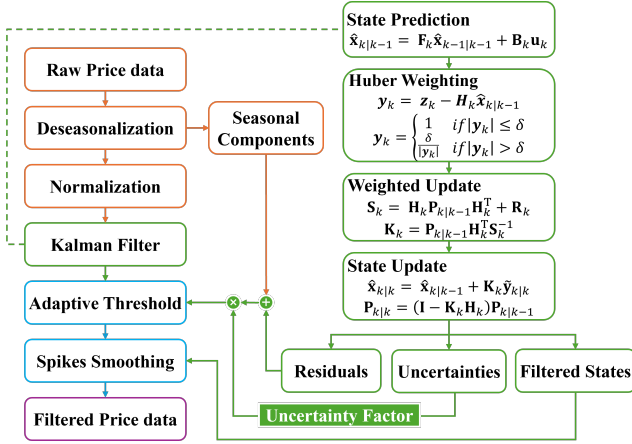 State Prediction
x̂ₖ|ₖ₋₁ = Fₖx̂ₖ₋₁|ₖ₋₁ + Bₖuₖ
Raw Price data
Huber Weighting
yₖ = zₖ − Hₖx̂ₖ|ₖ₋₁
yₖ = { 1 if|yₖ| ≤ δ
δ/|yₖ| if|yₖ| > δ
Deseasonalization
Seasonal
Components
Normalization
Weighted Update
Sₖ = HₖPₖ|ₖ₋₁Hₖᵀ + Rₖ
Kₖ = Pₖ|ₖ₋₁HₖᵀSₖ⁻¹
Kalman Filter
State Update
x̂ₖ|ₖ = x̂ₖ|ₖ₋₁ + Kₖỹₖ|ₖ
Pₖ|ₖ = (I − KₖHₖ)Pₖ|ₖ₋₁
Adaptive Threshold
×
+
Spikes Smoothing
Residuals
Uncertainties
Filtered States
Uncertainty Factor
Filtered Price data